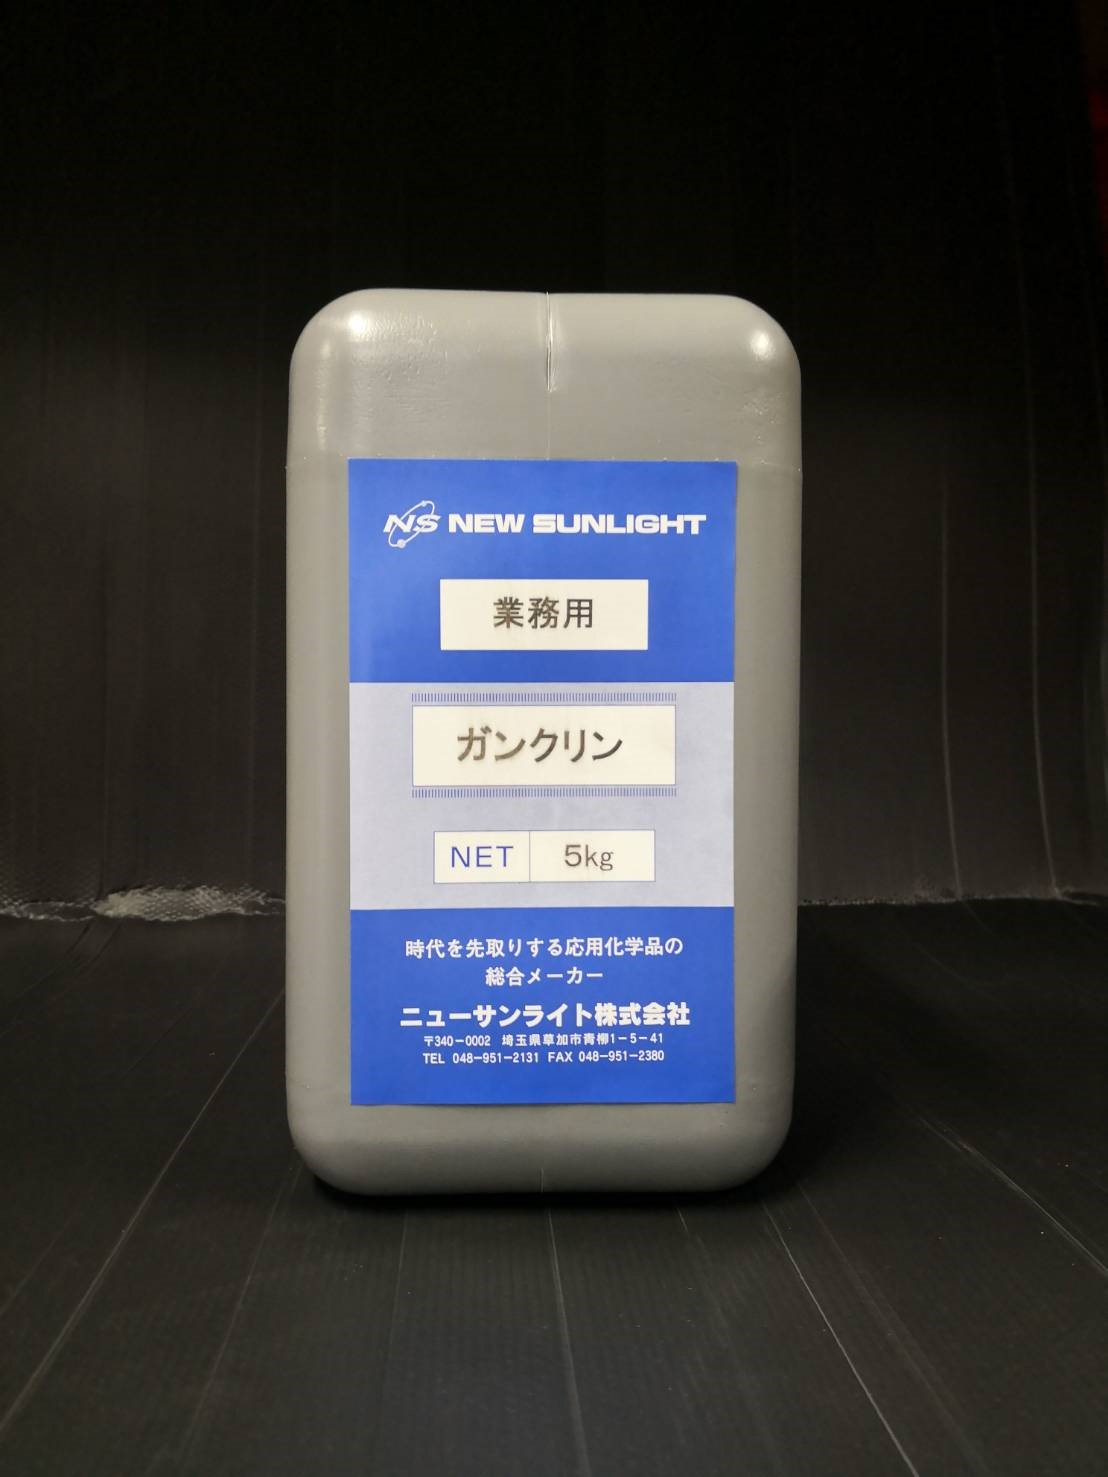 NS NEW SUNLIGHT
業務用
ガンクリン
NET 5kg
時代を先取りする応用化学品の
総合メーカー
ニューサンライト株式会社
〒340-0002 埼玉県草加市青柳1-5-41
TEL 048-951-2131 FAX 048-951-2380